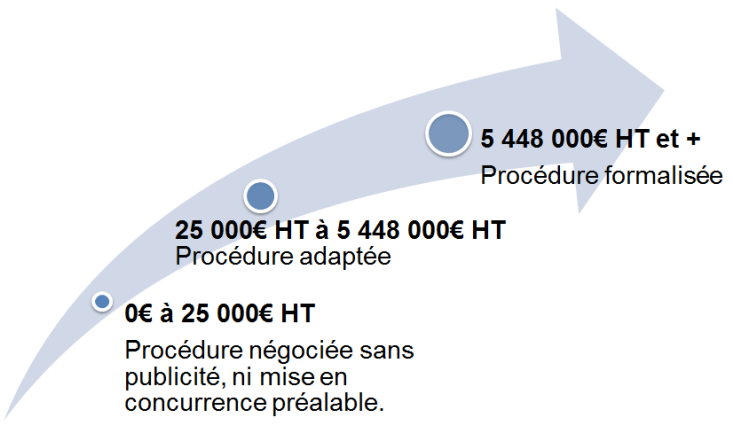 5 448 000€ HT et +
Procédure formalisée
25 000€ HT à 5 448 000€ HT
Procédure adaptée
0€ à 25 000€ HT
Procédure négociée sans
publicité, ni mise en
concurrence préalable.